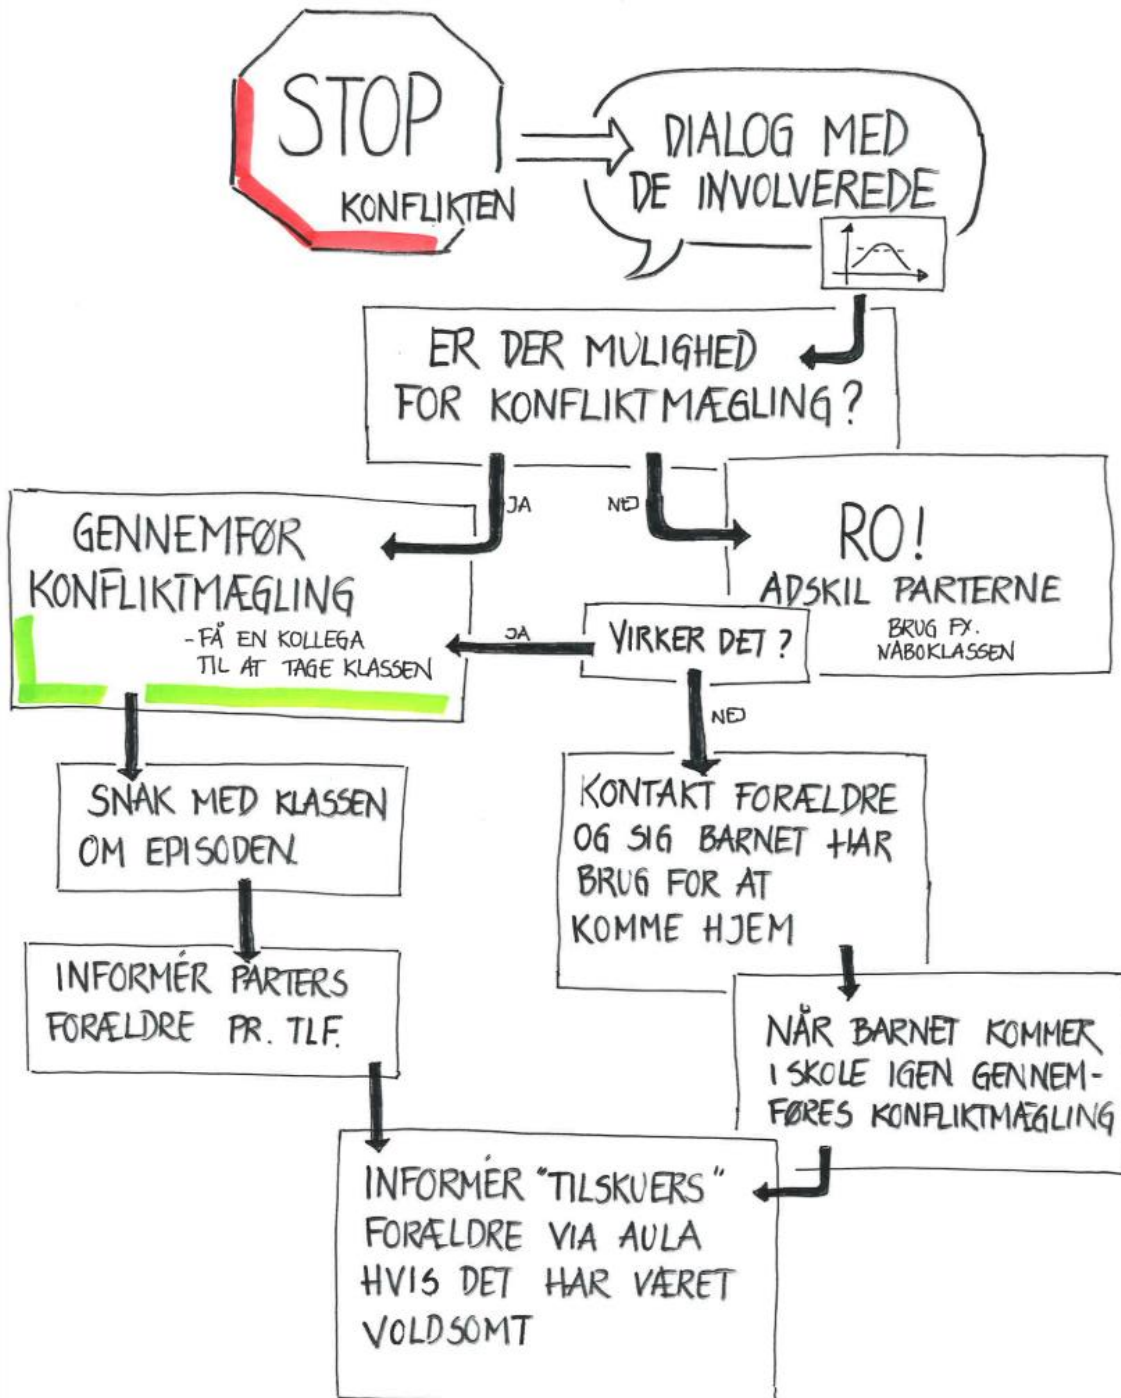 STOP
KONFLIKTEN
DIALOG MED
DE INVOLVEREDE
ER DER MULIGHED
FOR KONFLIKTMÆGLING?
JA
NEJ
GENNEMFØR
KONFLIKTMÆGLING
- FÅ EN KOLLEGA
TIL AT TAGE KLASSEN
RO!
ADSKIL PARTERNE
BRUG FX.
NABOKLASSEN
VIRKER DET?
JA
NEJ
SNAK MED KLASSEN
OM EPISODEN.
INFORMÉR PARTERS
FORÆLDRE PR. TLF.
KONTAKT FORÆLDRE
OG SIG BARNET HAR
BRUG FOR AT
KOMME HJEM
NÅR BARNET KOMMER
I SKOLE IGEN GENNEM-
FØRES KONFLIKTMÆGLING
INFORMÉR "TILSKUERS"
FORÆLDRE VIA AULA
HVIS DET HAR VÆRET
VOLDSOMT